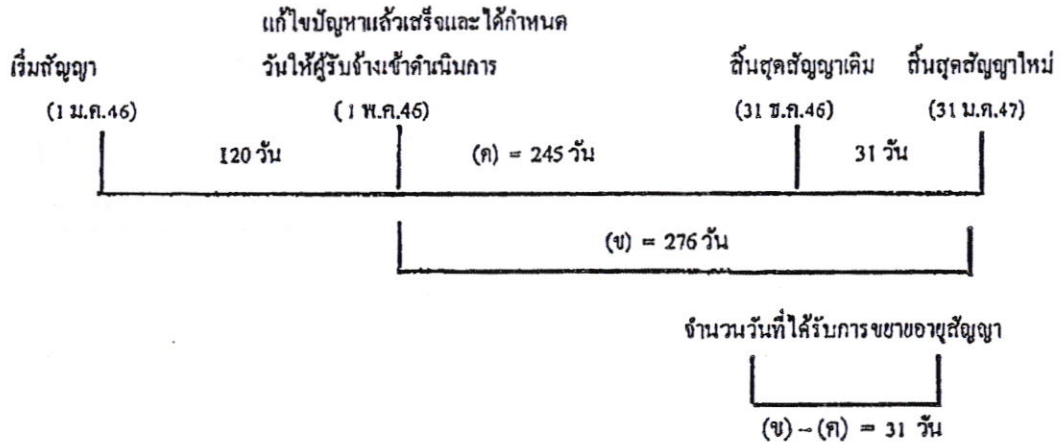 แก้ไขปัญหาแล้วเสร็จและได้กำหนด
เริ่มสัญญา วันให้ผู้รับจ้างเข้าดำเนินการ สิ้นสุดสัญญาเดิม สิ้นสุดสัญญาใหม่
(1 ม.ค.46) (1 พ.ค.46) (31 ธ.ค.46) (31 ม.ค.47)
120 วัน (ค) = 245 วัน 31 วัน
(ข) = 276 วัน
จำนวนวันที่ได้รับการขยายอายุสัญญา
(ข) – (ค) = 31 วัน